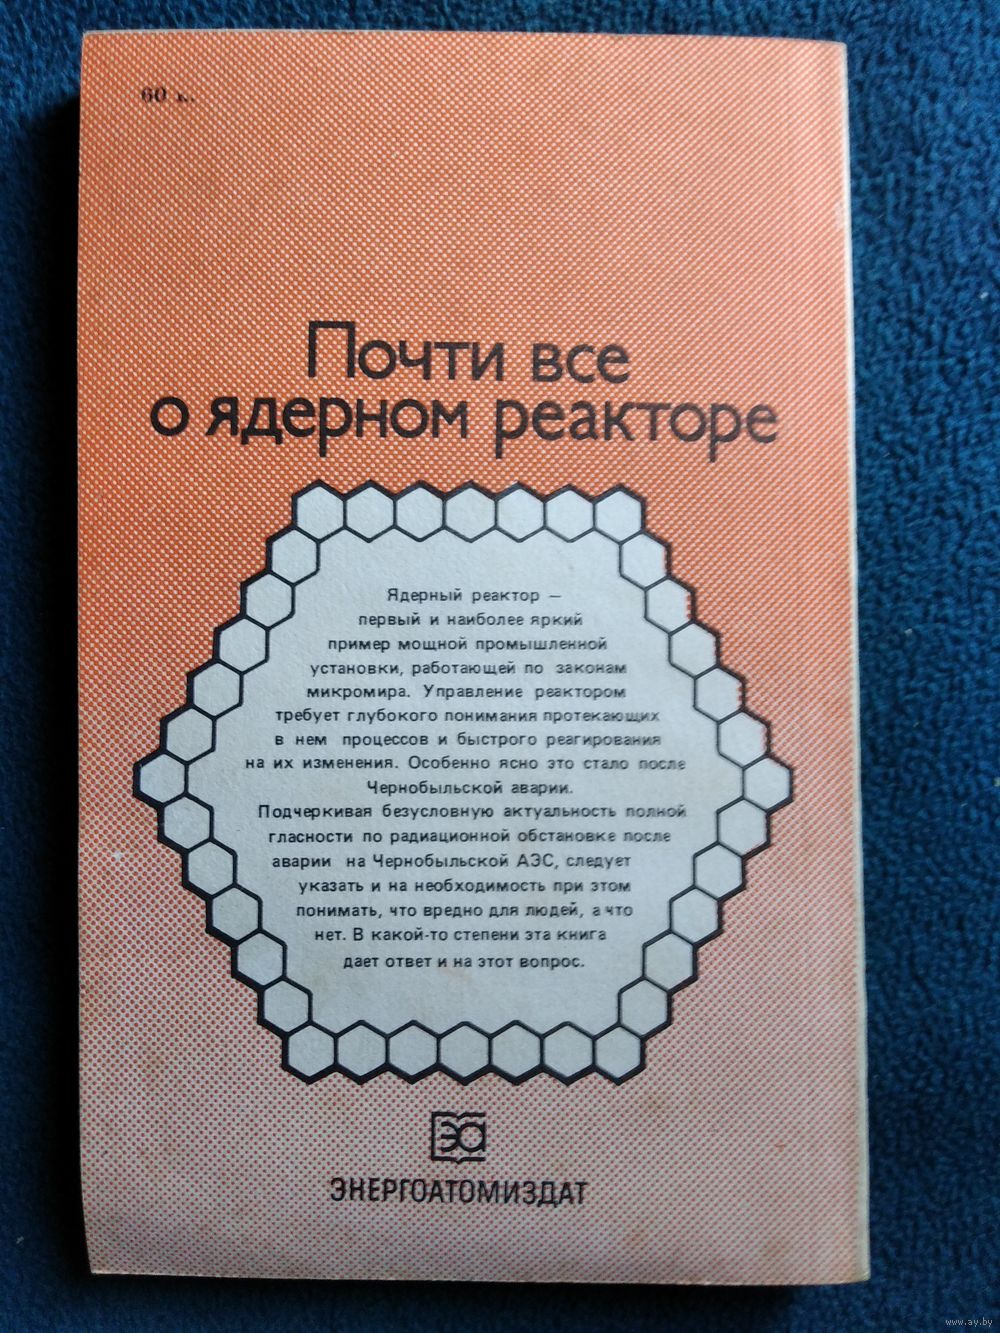 60 к.
Почти все
о ядерном реакторе
Ядерный реактор —
первый и наиболее яркий
пример мощной промышленной
установки, работающей по законам
микромира. Управление реактором
требует глубокого понимания протекающих
в нем процессов и быстрого реагирования
на их изменения. Особенно ясно это стало после
Чернобыльской аварии.
Подчеркивая безусловную актуальность полной
гласности по радиационной обстановке после
аварии на Чернобыльской АЭС, следует
указать и на необходимость при этом
понимать, что вредно для людей, а что
нет. В какой-то степени эта книга
дает ответ и на этот вопрос.
ЭА
ЭНЕРГОАТОМИЗДАТ
www.ay.by